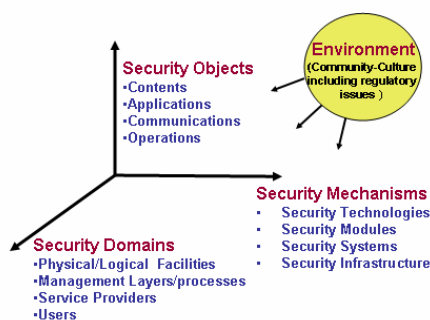 Environment
(Community-Culture
including regulatory
issues )
Security Objects
•Contents
•Applications
•Communications
•Operations
Security Mechanisms
• Security Technologies
• Security Modules
• Security Systems
• Security Infrastructure
Security Domains
•Physical/Logical Facilities
•Management Layers/processes
•Service Providers
•Users